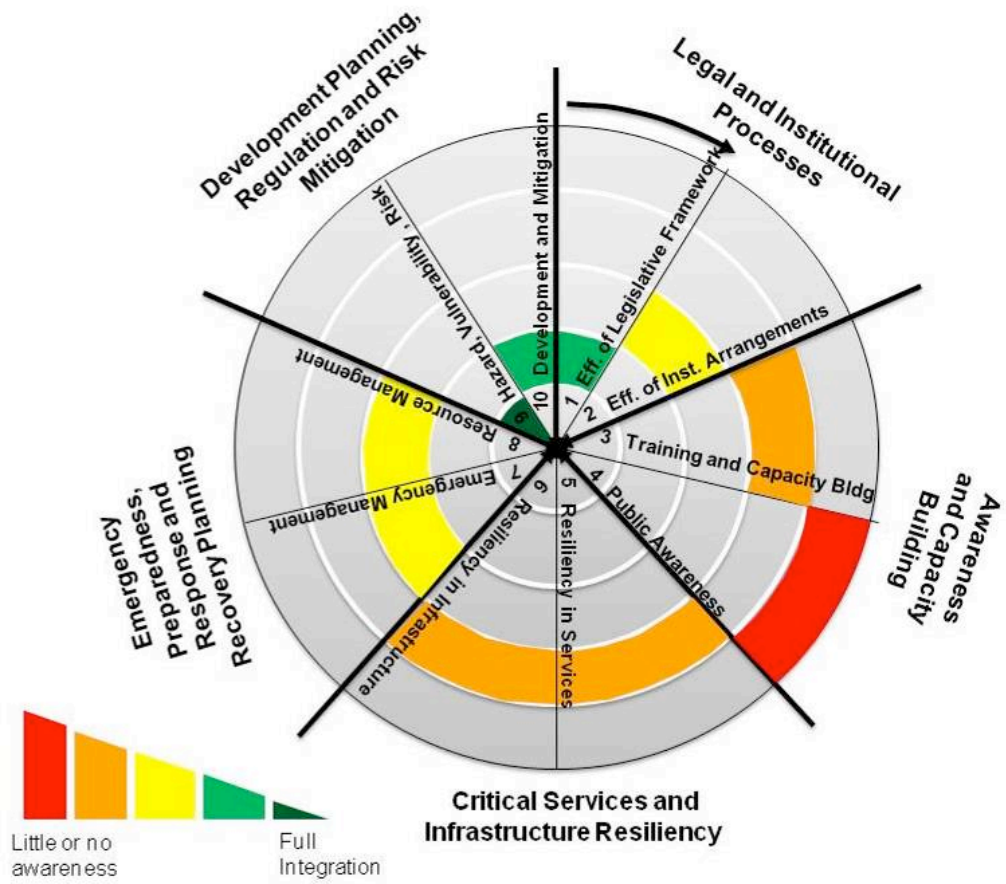 Development Planning,
Regulation and Risk
Mitigation
Legal and Institutional
Processes
1
Eff. of Legislative Framework
2
Eff. of Inst. Arrangements
3
Training and Capacity Bldg
4
Public Awareness
5
Resiliency in Services
6
Resiliency in Infrastructure
7
Emergency Management
8
Resource Management
9
Hazard, Vulnerability , Risk
10
Development and Mitigation
Awareness
and Capacity
Building
Critical Services and
Infrastructure Resiliency
Emergency,
Preparedness,
Response and
Recovery Planning
Little or no
awareness
Full
Integration